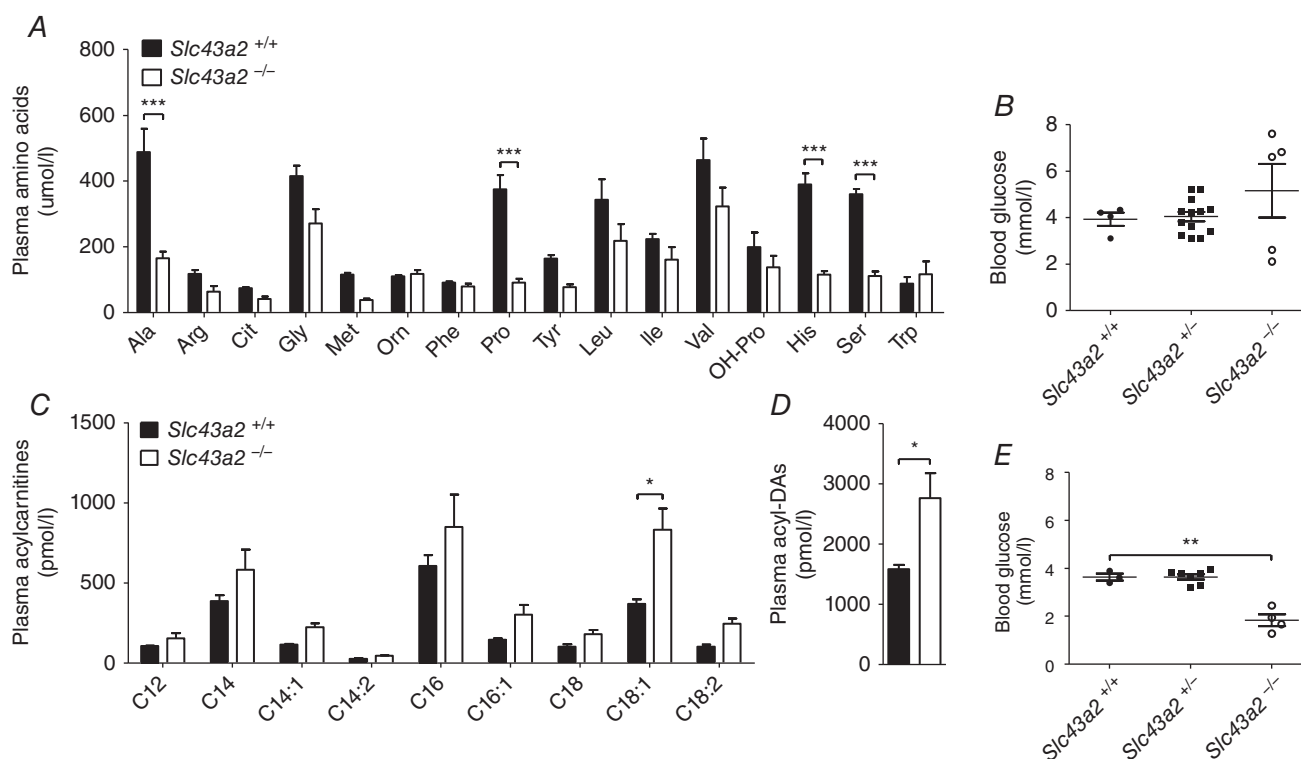 A
Slc43a2 +/+
Slc43a2 –/–
Plasma amino acids
(umol/l)
800
600
400
200
0
***
***
***
***
Ala
Arg
Cit
Gly
Met
Orn
Phe
Pro
Tyr
Leu
Ile
Val
OH-Pro
His
Ser
Trp
B
Blood glucose
(mmol/l)
8
6
4
2
0
Slc43a2 +/+
Slc43a2 +/–
Slc43a2 –/–
C
Slc43a2 +/+
Slc43a2 –/–
Plasma acylcarnitines
(pmol/l)
1500
1000
500
0
*
C12
C14
C14:1
C14:2
C16
C16:1
C18
C18:1
C18:2
D
Plasma acyl-DAs
(pmol/l)
4000
3000
2000
1000
0
*
E
Blood glucose
(mmol/l)
8
6
4
2
0
**
Slc43a2 +/+
Slc43a2 +/–
Slc43a2 –/–